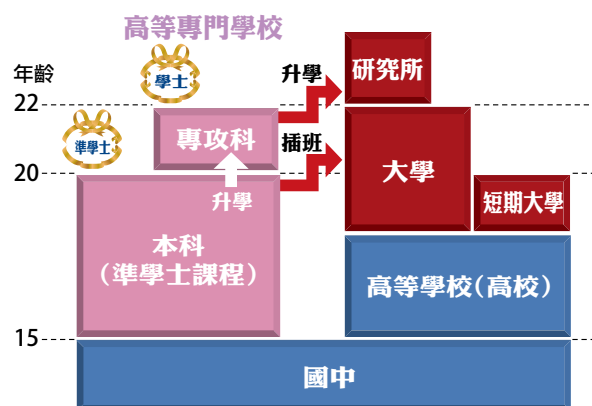 高等專門學校
年齡
學士
升學
研究所
22
準學士
專攻科
插班
大學
20
升學
短期大學
本科
(準學士課程)
高等學校(高校)
15
國中